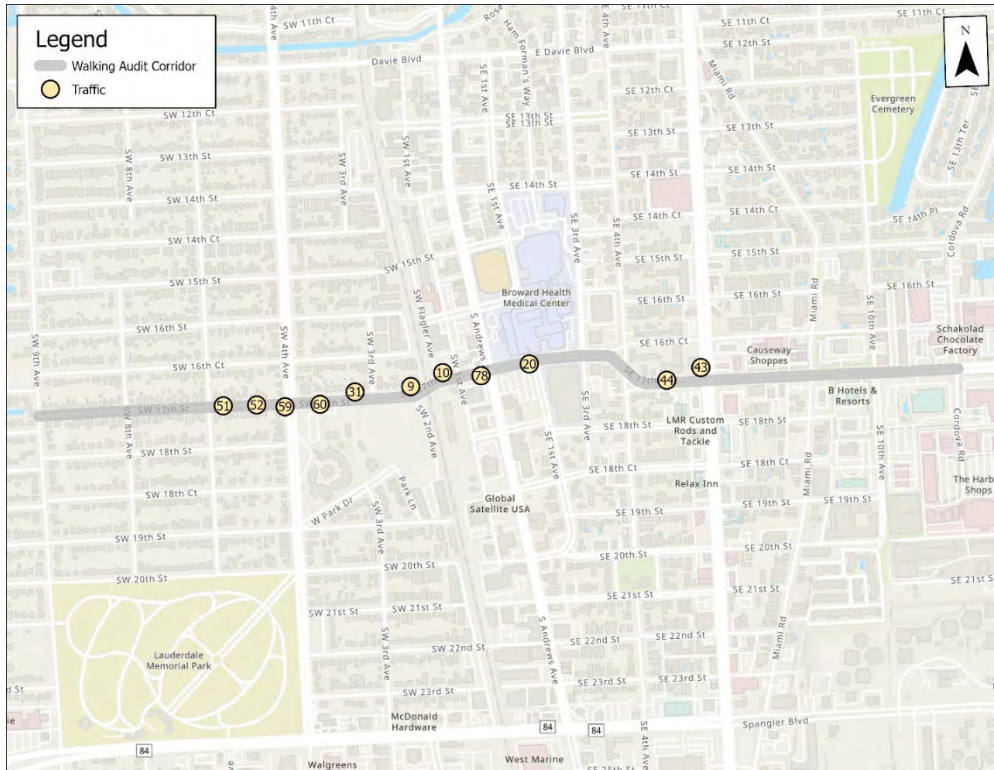 Legend
Walking Audit Corridor
Traffic
N
SW 11th Ct
SE 11th Ct
SE 11th Ct
SE 12th St
E Davie Blvd
Davie Blvd
Ham Forman's Way
SE 4th Ave
SW 4th Ave
SE 1st Ave
Miami Rd
SE 12th Ct
Evergreen
Cemetery
SW 12th Ct
SE 13th St
SE 13th St
SE 13th St
SE 13th Ter
SW 13th St
SW 8th Ave
SW 3rd Ave
SW 1st Ave
SE 14th St
SE 14th St
SW 14th St
SE 1st Ave
SE 14th Ct
SE 14th Pl
Cordova Rd
SW 14th Ct
SE 3rd Ave
SE 4th Ave
SW 15th St
SE 15th St
SE 15th St
SW 15th St
SE 16th St
SE 16th St
Broward Health
Medical Center
Miami Rd
SE 10th Ave
SW 16th St
SW Flagler Ave
S Andrews
Schakolad
Chocolate
Factory
SW 9th Ave
SW 4th Ave
SW 3rd Ave
SW 16th Ct
SE 16th Ct
Causeway
Shoppes
51
52
59
60
31
9
10
78
20
44
43
SW 17th St
SE 17th
B Hotels &
Resorts
SW 8th Ave
SW 2nd Ave
SE 3rd Ave
SE 1st Ave
LMR Custom
Rods and
Tackle
SW 18th St
SE 18th St
SE 18th St
SE 10th Ave
Cordova Rd
SW 18th Ct
SE 18th Ct
SE 18th Ct
Miami Rd
Park Ln
W Park Dr
SW 3rd Ave
Global
Satellite USA
Relax Inn
The Harb
Shops
SE 19th St
SE 19th St
SE 19th St
SW 19th St
SE 20th St
SE 20th St
SW 20th St
SW 20th St
SE 21st St
SE 21st St
SE 21st S
SW 21st St
SW 21st St
S Andrews Ave
SE 22nd St
SE 22nd St
SW 22nd St
SW 3rd Ave
Miami Rd
Lauderdale
Memorial Park
SE 23rd St
SE 23rd St
SW 23rd St
McDonald
Hardware
84
84
84
SE 4th Ave
Spangler Blvd
Walgreens
West Marine
SE 25th St